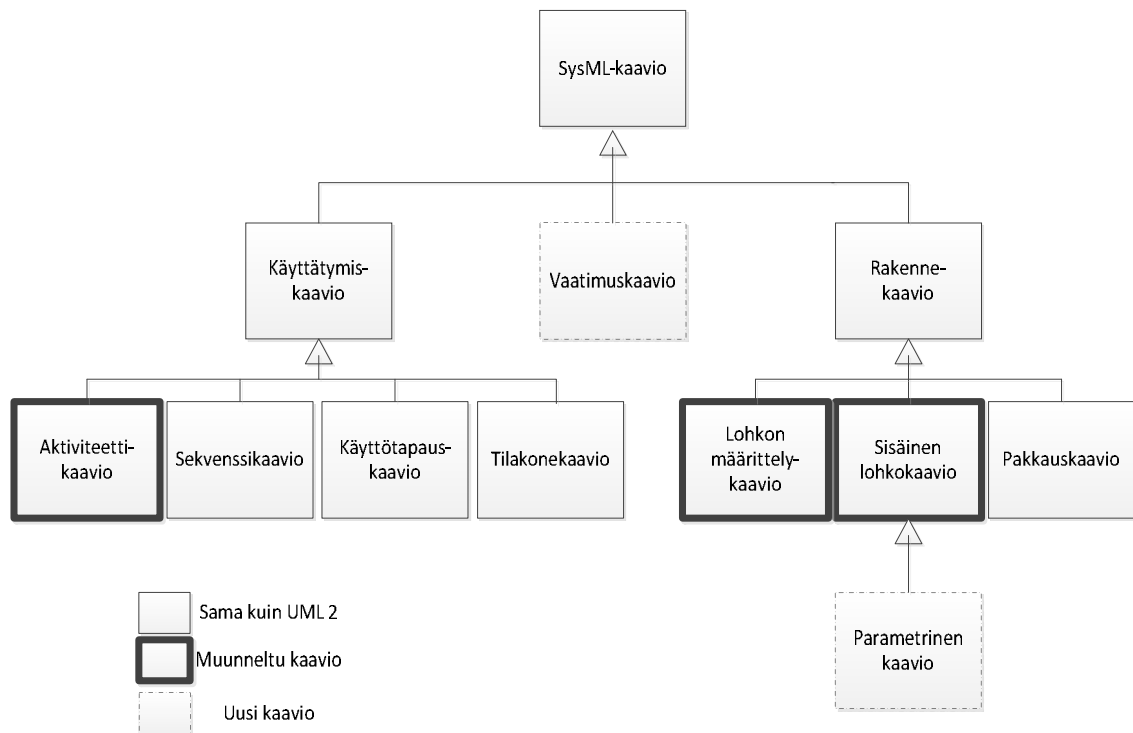 SysML-kaavio
Käyttätymis-
kaavio
Vaatimuskaavio
Rakenne-
kaavio
Aktiviteetti-
kaavio
Sekvenssikaavio
Käyttötapaus-
kaavio
Tilakonekaavio
Lohkon
määrittely-
kaavio
Sisäinen
lohkokaavio
Pakkauskaavio
Parametrinen
kaavio
Sama kuin UML 2
Muunneltu kaavio
Uusi kaavio